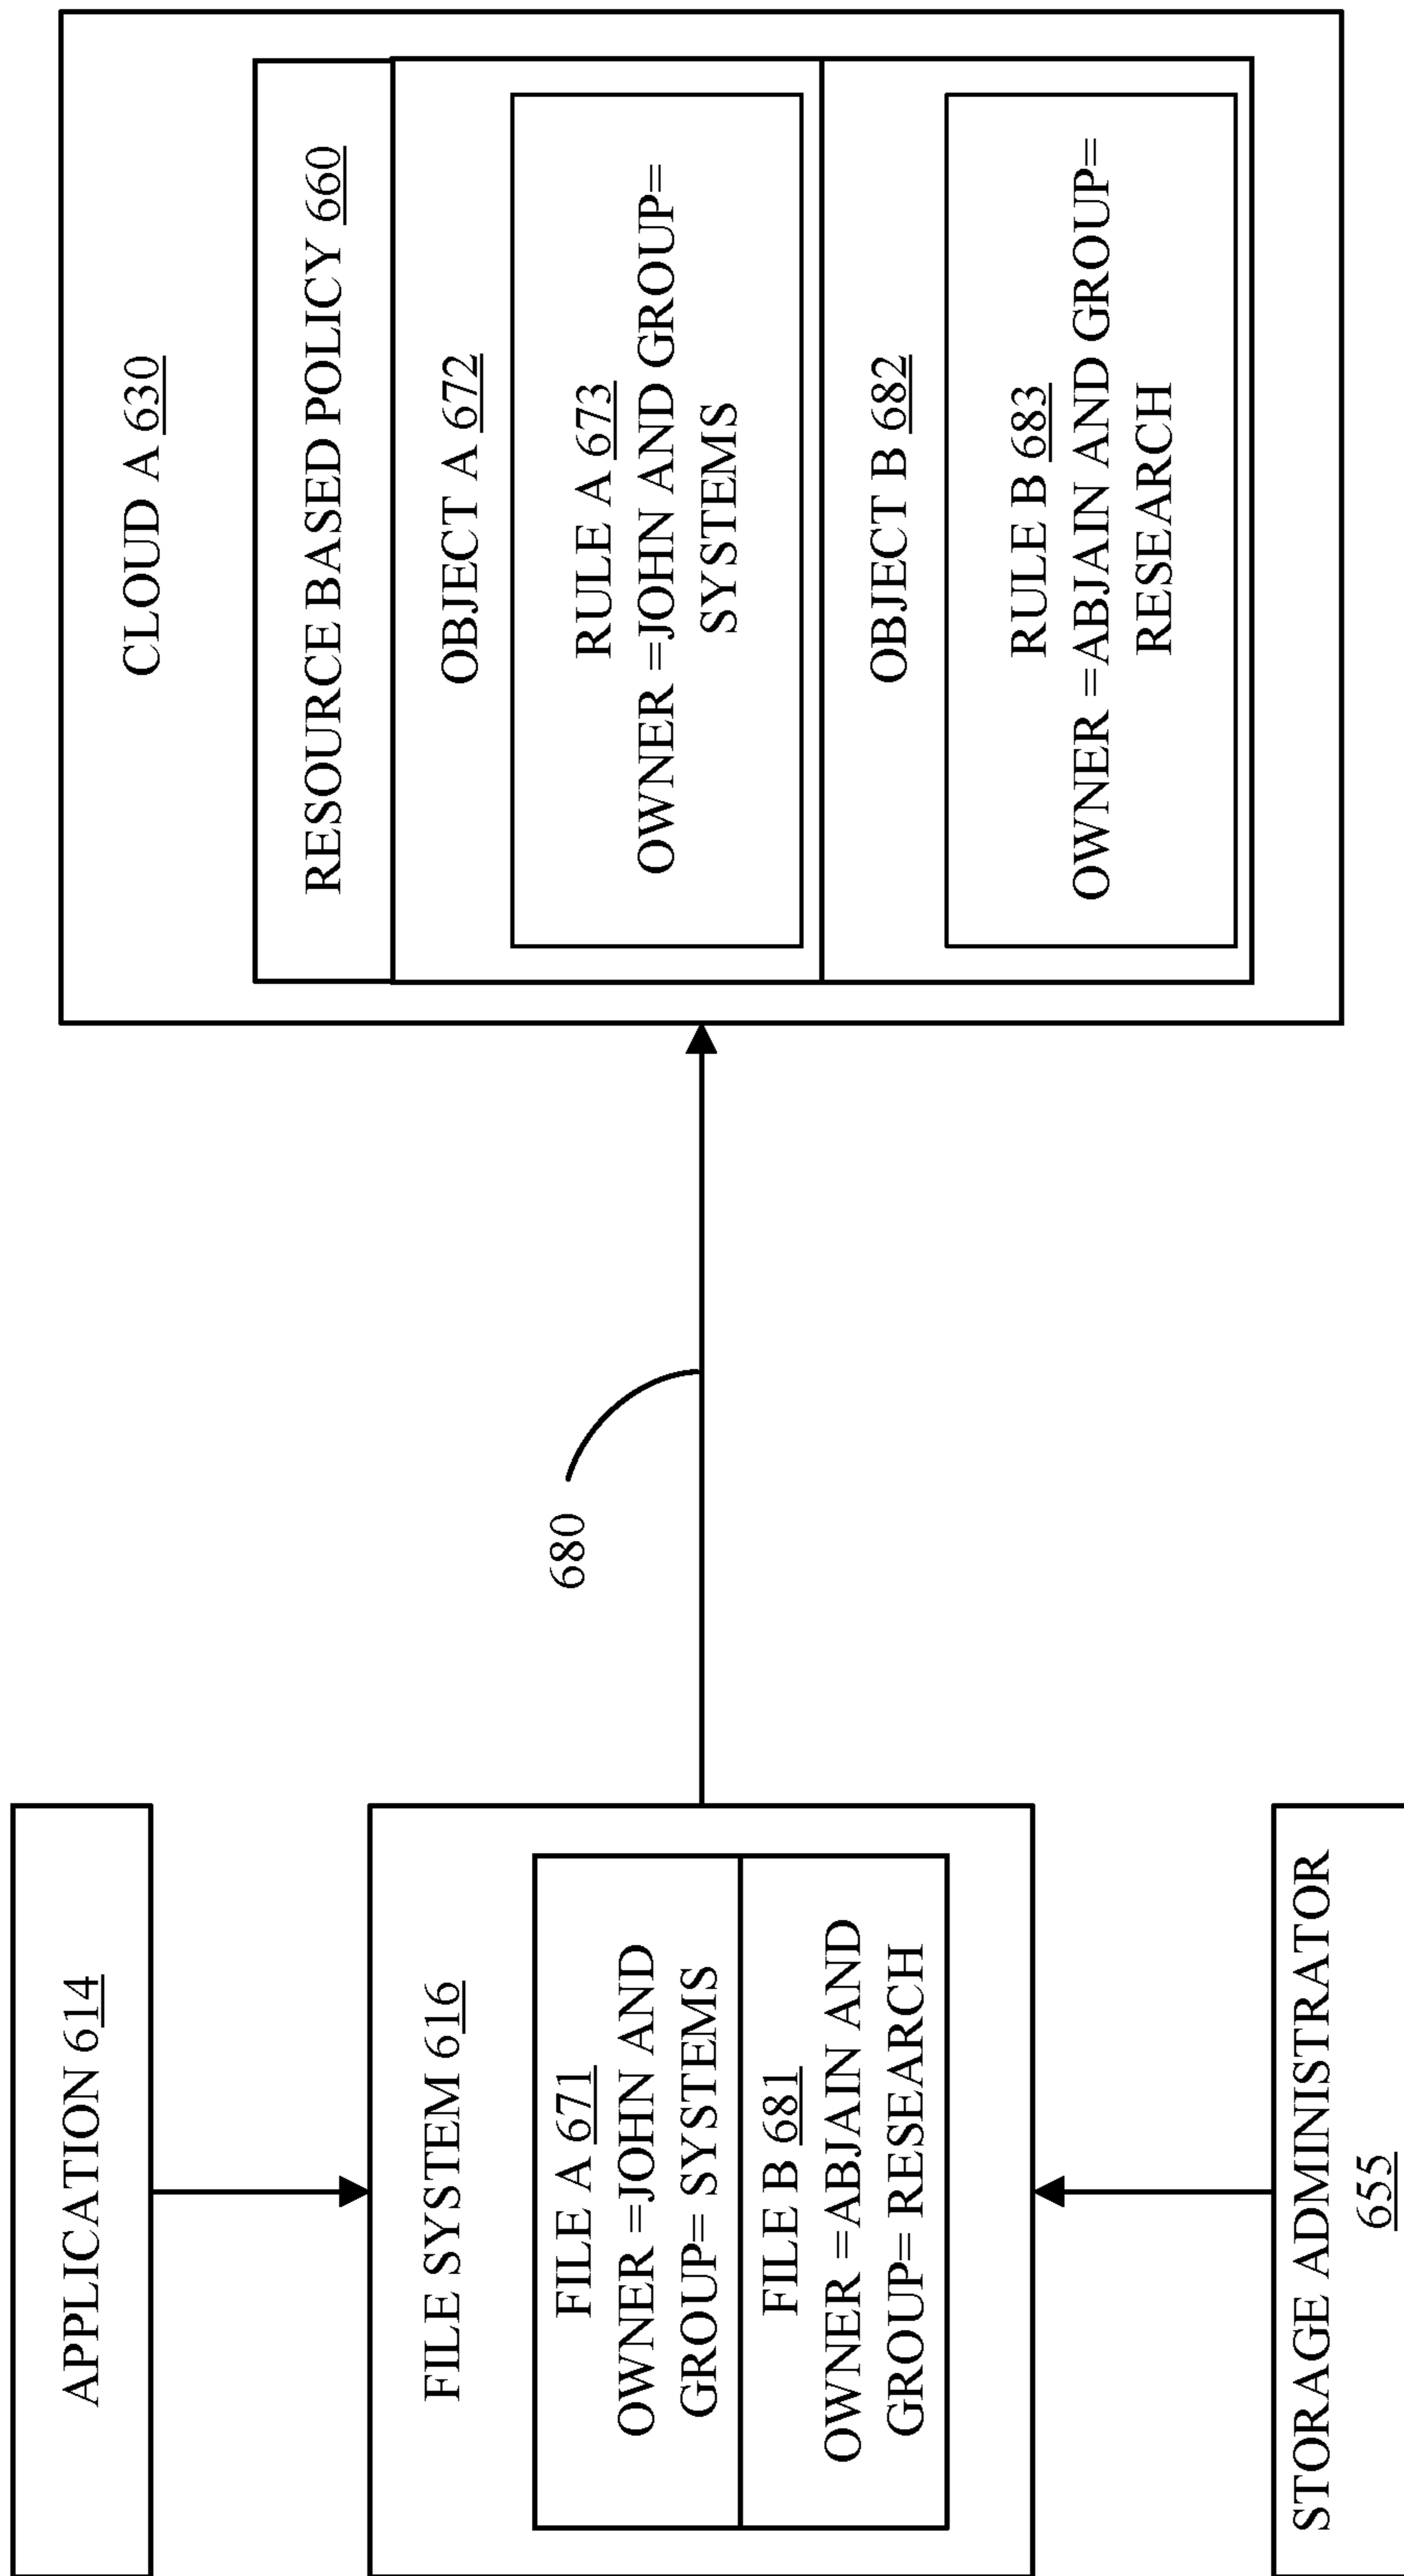 APPLICATION 614
FILE SYSTEM 616
FILE A 671
OWNER =JOHN AND
GROUP= SYSTEMS
FILE B 681
OWNER =ABJAIN AND
GROUP= RESEARCH
STORAGE ADMINISTRATOR
655
680
CLOUD A 630
RESOURCE BASED POLICY 660
OBJECT A 672
RULE A 673
OWNER =JOHN AND GROUP=
SYSTEMS
OBJECT B 682
RULE B 683
OWNER =ABJAIN AND GROUP=
RESEARCH